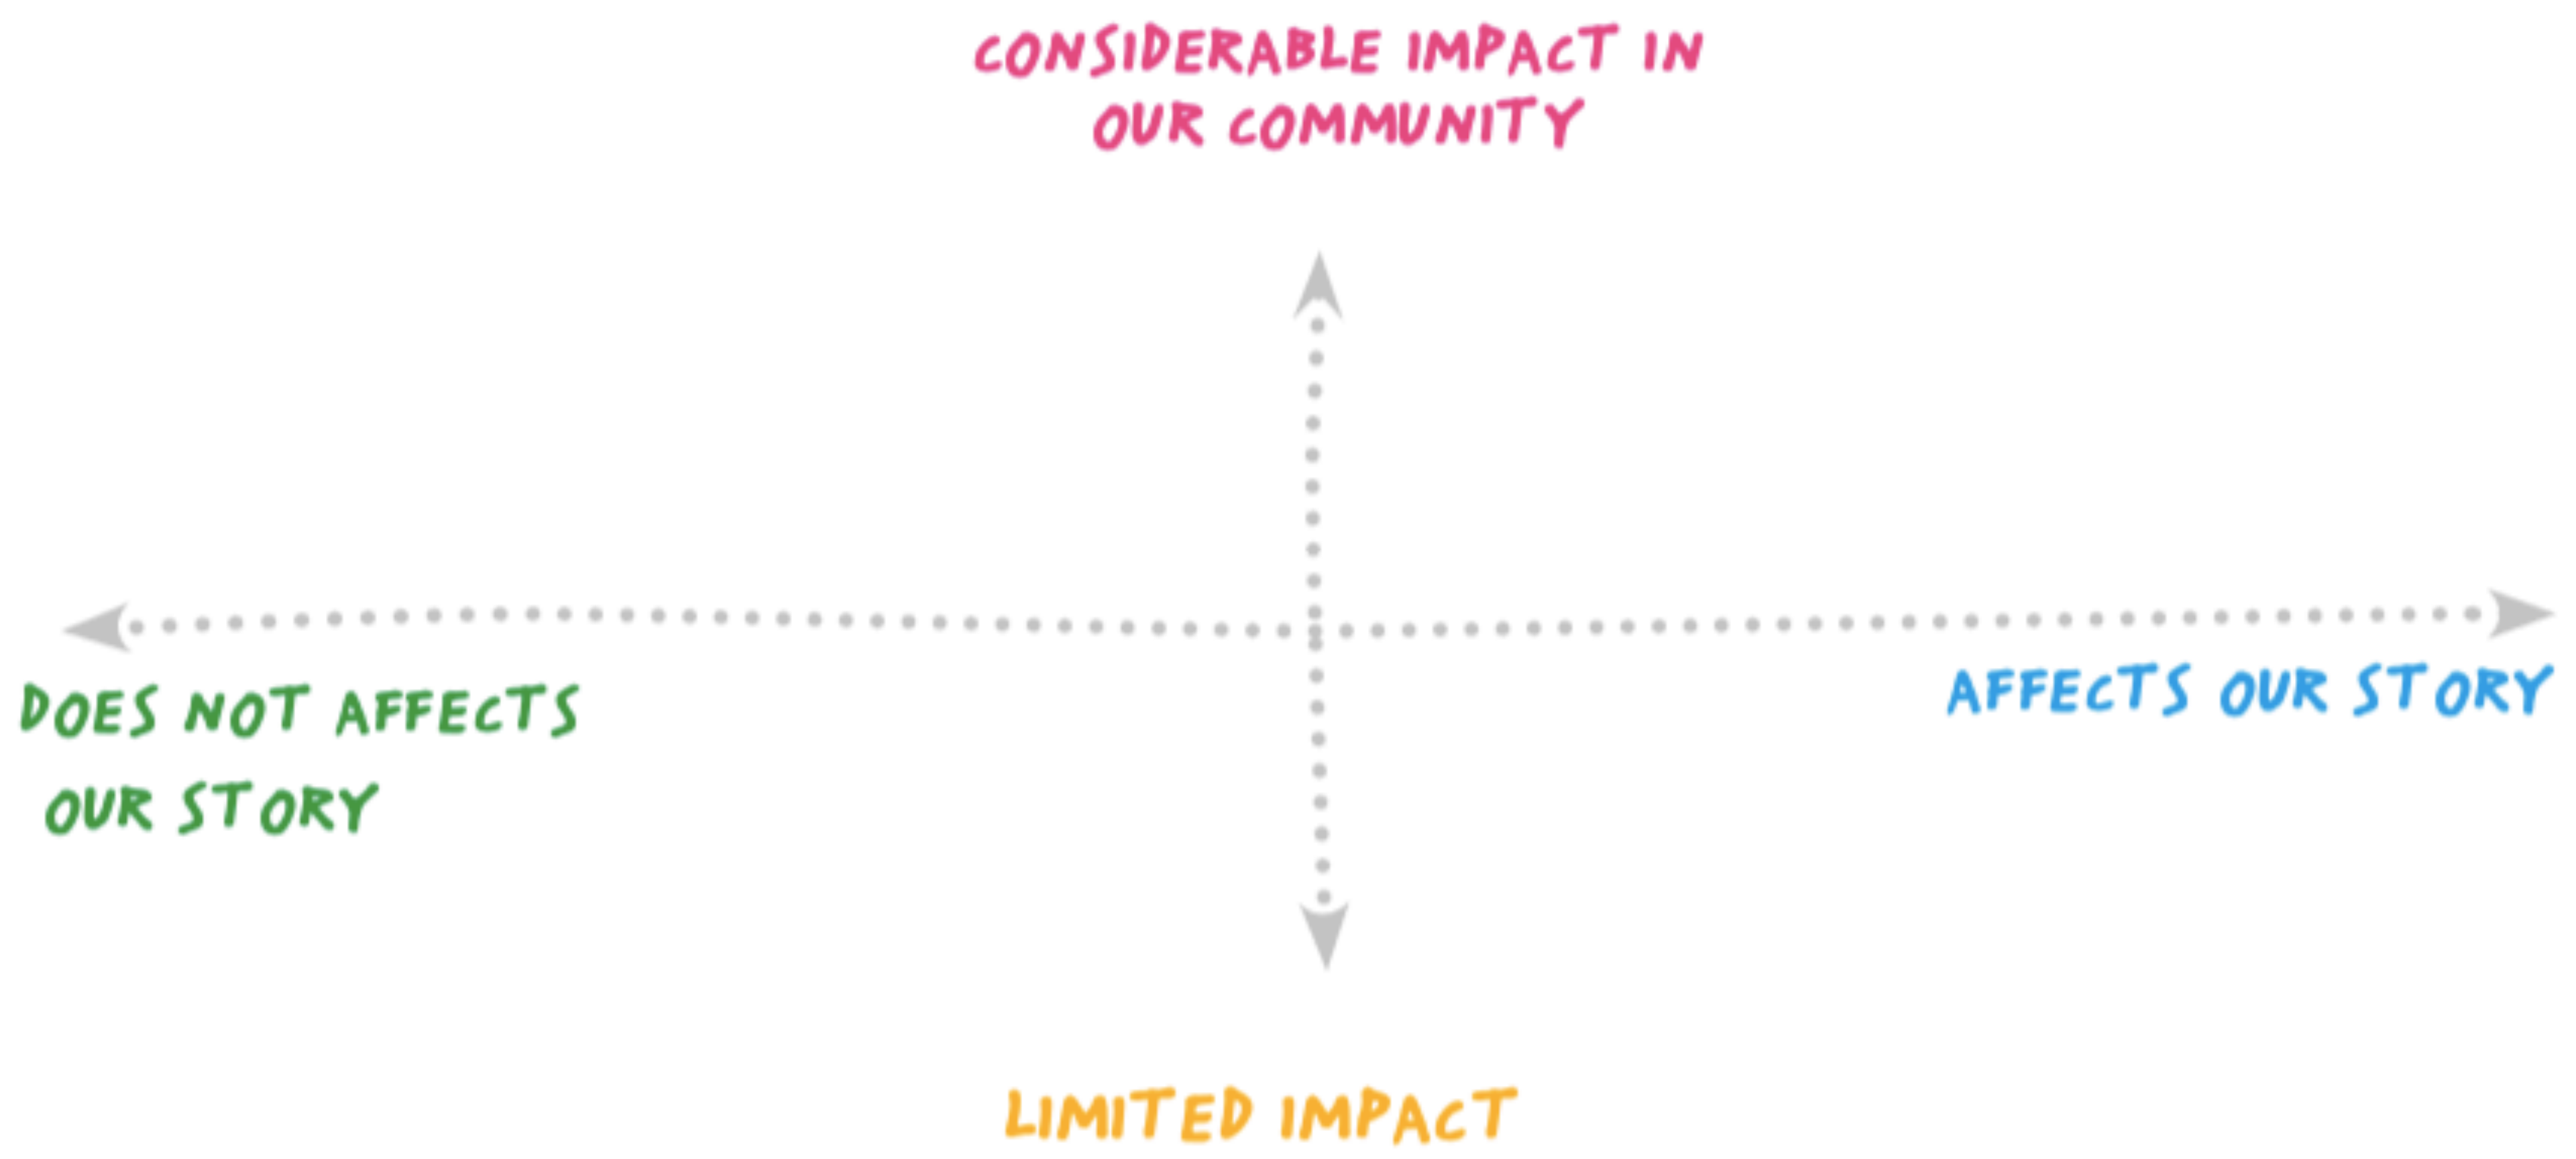 CONSIDERABLE IMPACT IN
OUR COMMUNITY
DOES NOT AFFECTS
OUR STORY
AFFECTS OUR STORY
LIMITED IMPACT